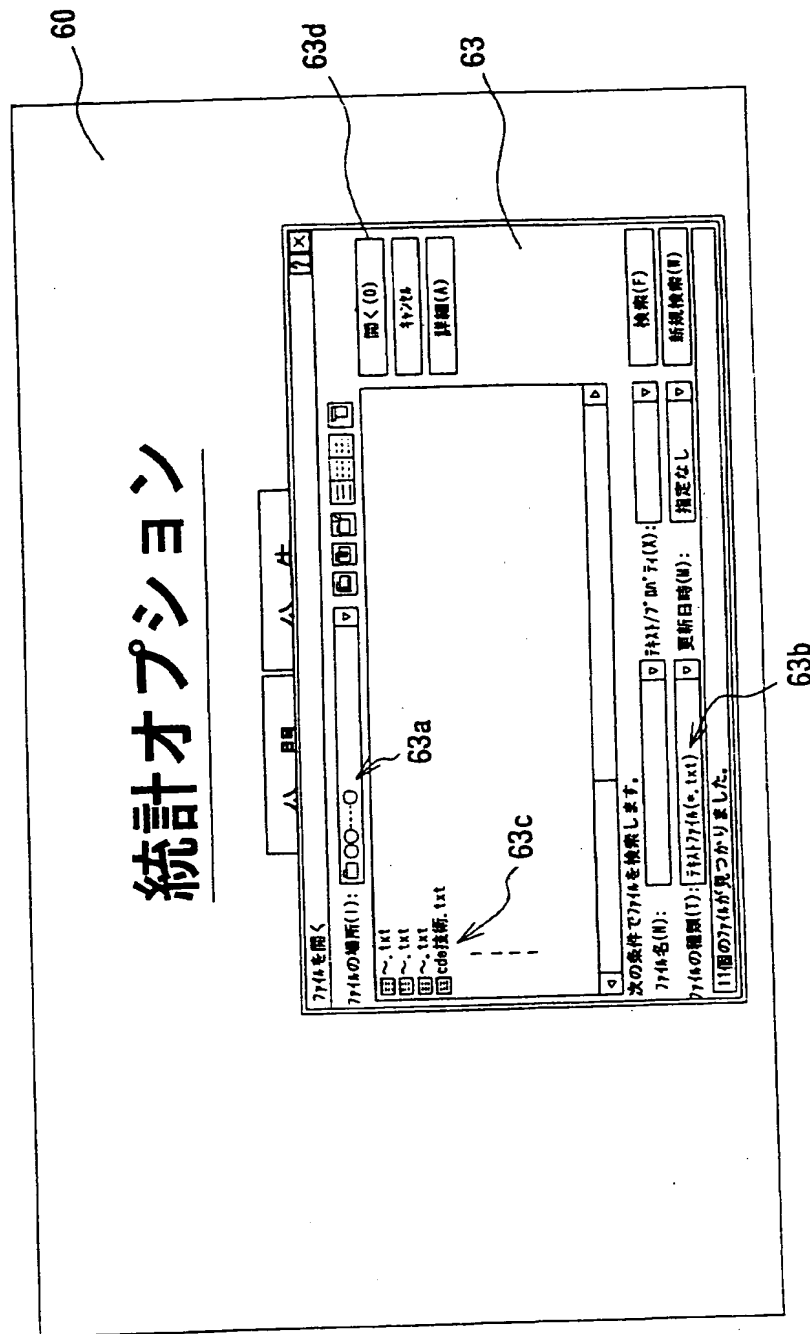 60
統計オプション
ファイルを開く
? ×
63d
ファイルの場所(I): ○○----○
63a
開く(O)
キャンセル
詳細(A)
~.txt
~.txt
~.txt
cde技術.txt
63c
63
次の条件でファイルを検索します。
ファイル名(N):
テキスト/プロパティ(X):
検索(F)
ファイルの種類(T): テキストファイル(*.txt)
更新日時(M): 指定なし
新規検索(W)
11個のファイルが見つかりました。
63b